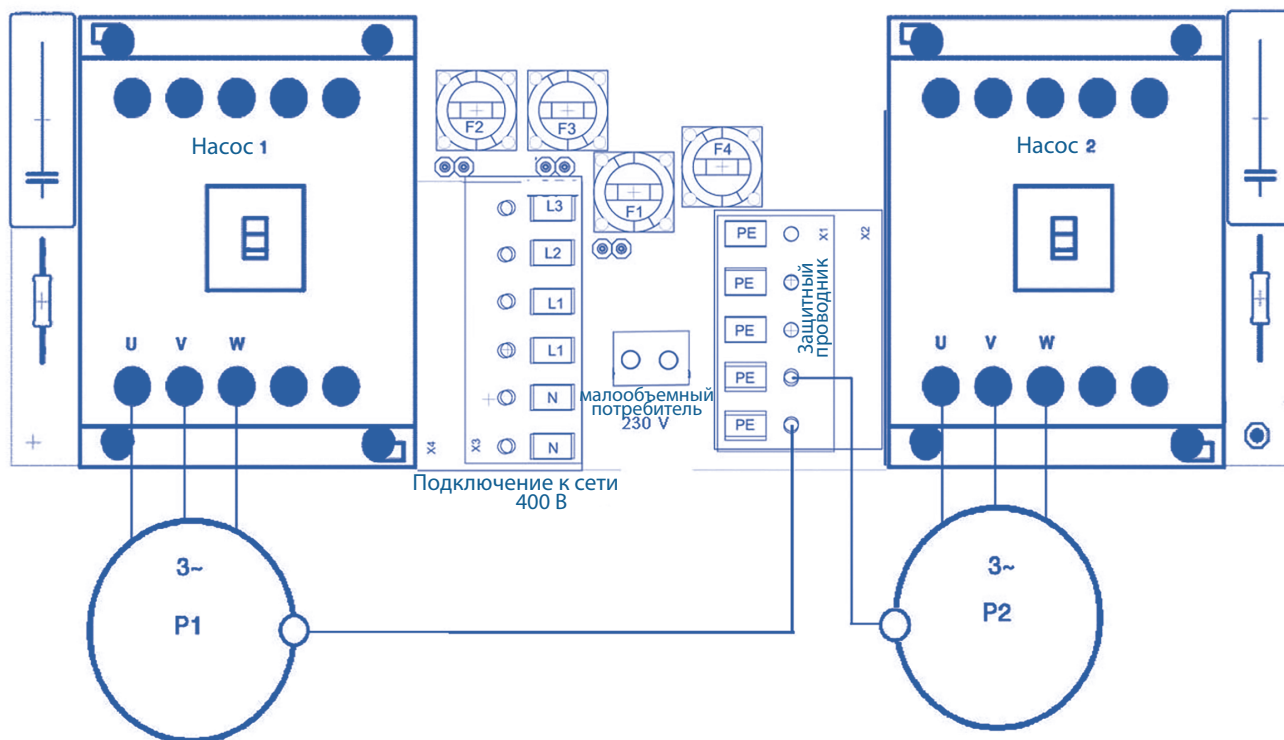 Насос 1
U V W
3~
P1
F2
F3
F1
F4
L3
L2
L1
L1
N
N
X4
X3
Подключение к сети
400 В
малообъемный
потребитель
230 V
PE
PE
PE
PE
PE
X1
X2
Защитный
проводник
Насос 2
U V W
3~
P2